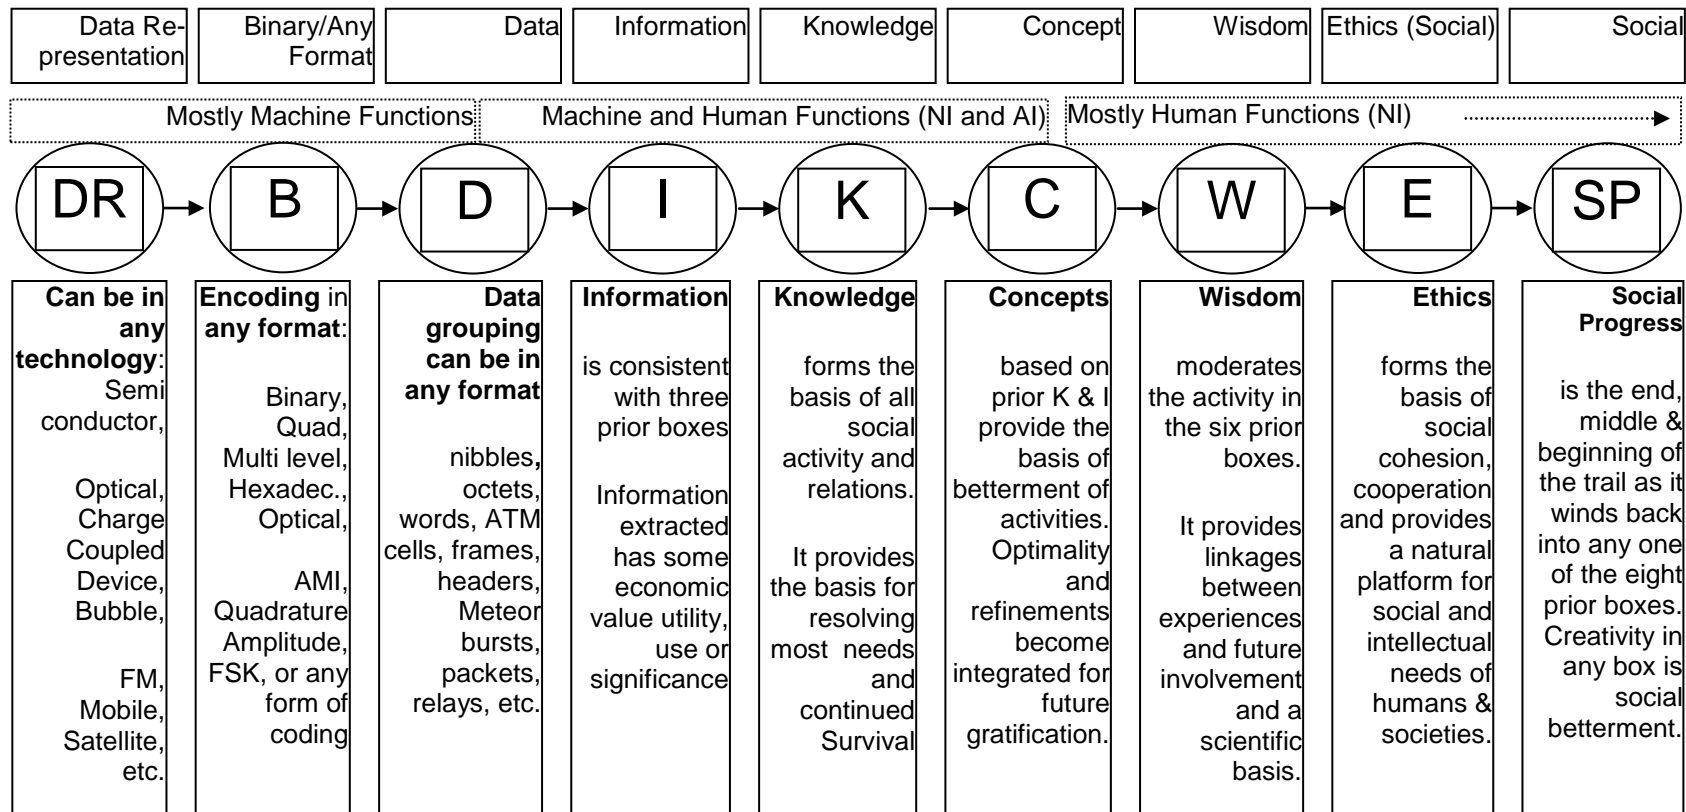 Data Re-
presentation
Binary/Any
Format
Data
Information
Knowledge
Concept
Wisdom
Ethics (Social)
Social
Mostly Machine Functions
Machine and Human Functions (NI and AI)
Mostly Human Functions (NI)
DR
B
D
I
K
C
W
E
SP
Can be in
any
technology:
Semi
conductor,
Optical,
Charge
Coupled
Device,
Bubble,
FM,
Mobile,
Satellite,
etc.
Encoding in
any format:
Binary,
Quad,
Multi level,
Hexadec.,
Optical,
AMI,
Quadrature
Amplitude,
FSK, or any
form of
coding
Data
grouping
can be in
any format
nibbles,
octets,
words, ATM
cells, frames,
headers,
Meteor
bursts,
packets,
relays, etc.
Information
is consistent
with three
prior boxes
Information
extracted
has some
economic
value utility,
use or
significance
Knowledge
forms the
basis of all
social
activity and
relations.
It provides
the basis for
resolving
most needs
and
continued
Survival
Concepts
based on
prior K & I
provide the
basis of
betterment of
activities.
Optimality
and
refinements
become
integrated for
future
gratification.
Wisdom
moderates
the activity in
the six prior
boxes.
It provides
linkages
between
experiences
and future
involvement
and a
scientific
basis.
Ethics
forms the
basis of
social
cohesion,
cooperation
and provides
a natural
platform for
social and
intellectual
needs of
humans &
societies.
Social
Progress
is the end,
middle &
beginning of
the trail as it
winds back
into any one
of the eight
prior boxes.
Creativity in
any box is
social
betterment.